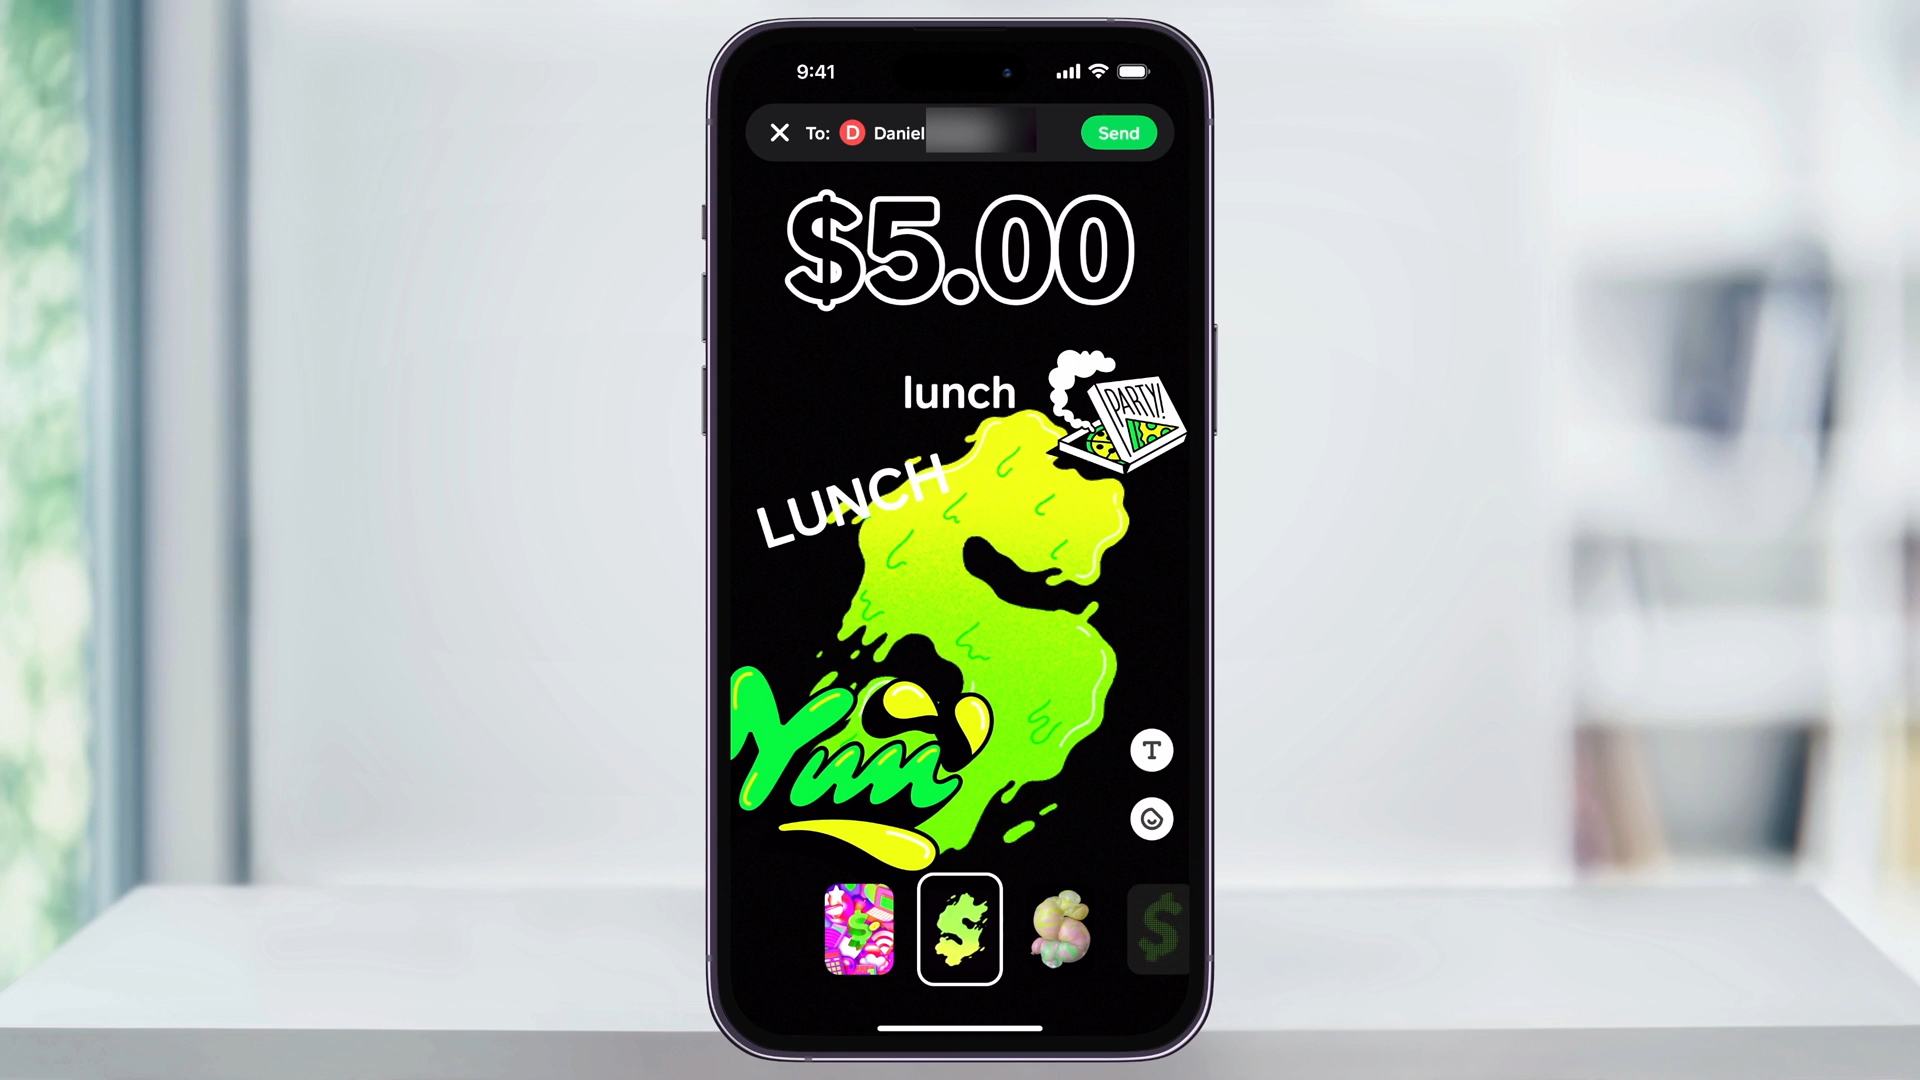 9:41
To: D Daniel
Send
$5.00
lunch
PARTY!
LUNCH
Yum
T